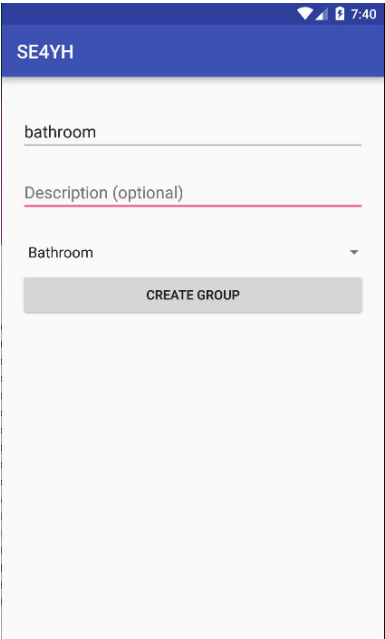 7:40
SE4YH
bathroom
Description (optional)
Bathroom
CREATE GROUP